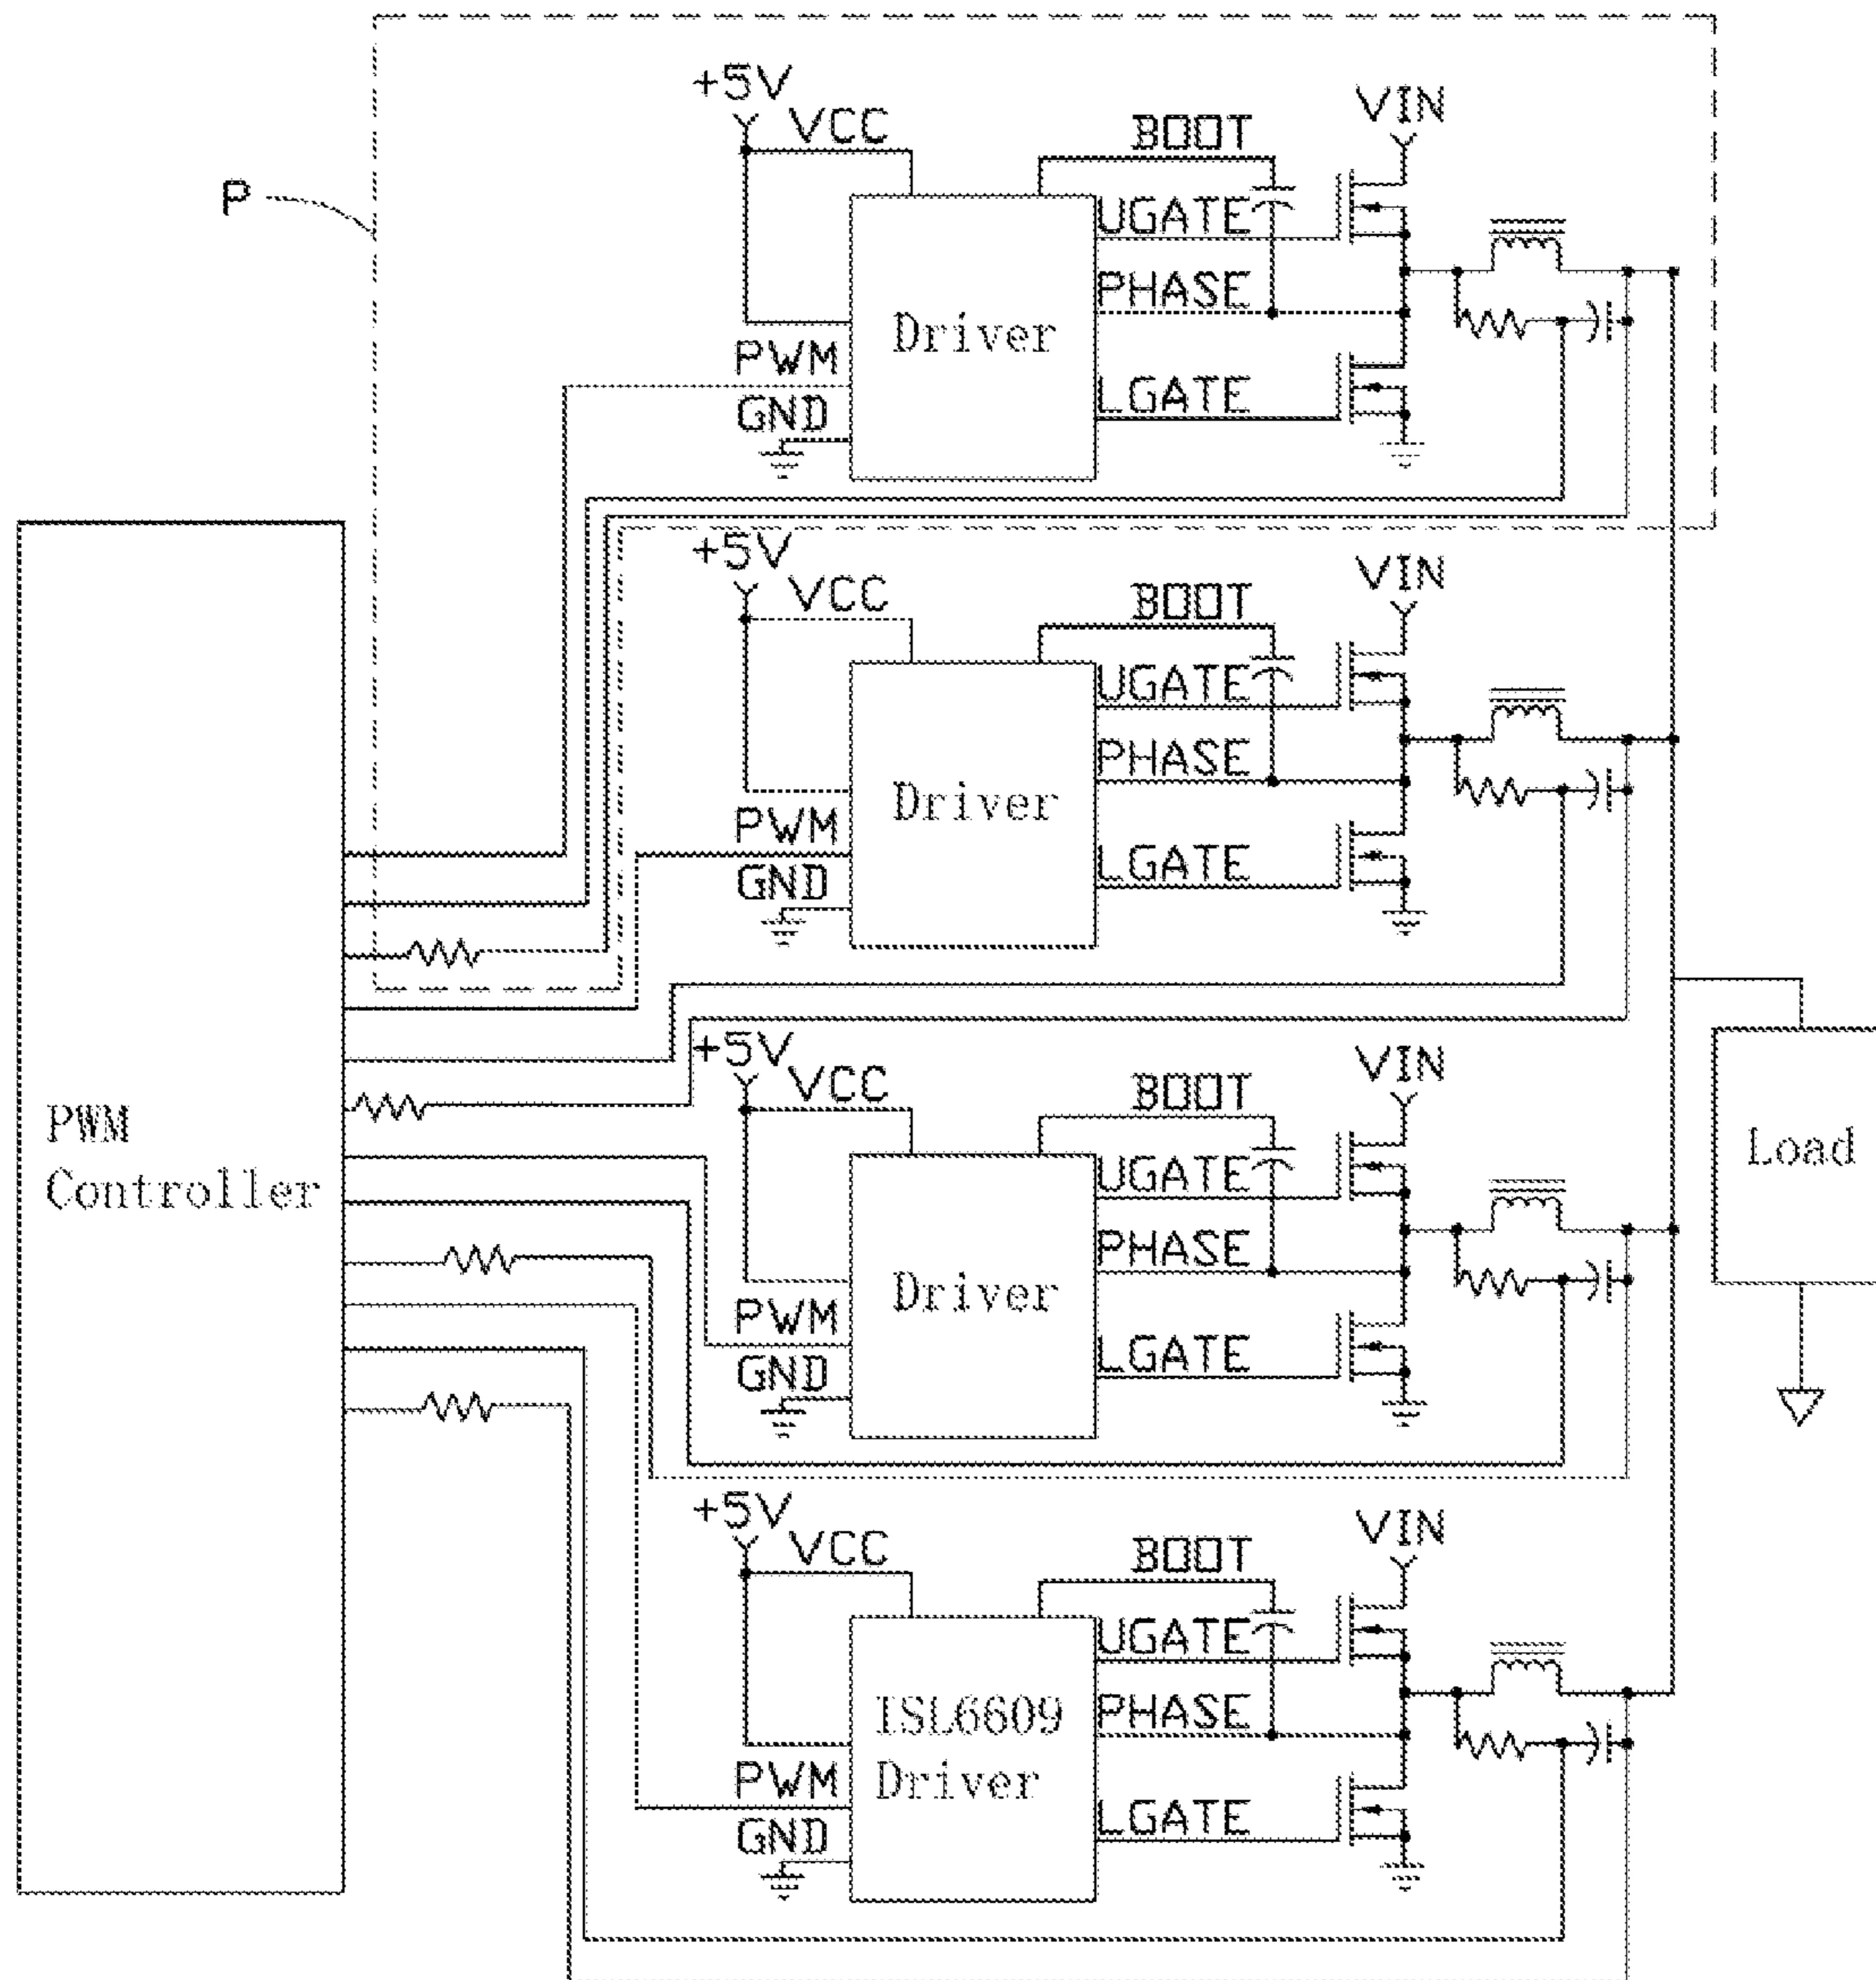 +5V
VCC
BOOT
VIN
P
UGATE
PHASE
Driver
PWM
LGATE
GND
+5V
VCC
BOOT
VIN
UGATE
PHASE
Driver
PWM
LGATE
GND
+5V
VCC
BOOT
VIN
PWM
Controller
Load
UGATE
PHASE
Driver
PWM
LGATE
GND
+5V
VCC
BOOT
VIN
UGATE
PHASE
ISL6609
Driver
PWM
LGATE
GND